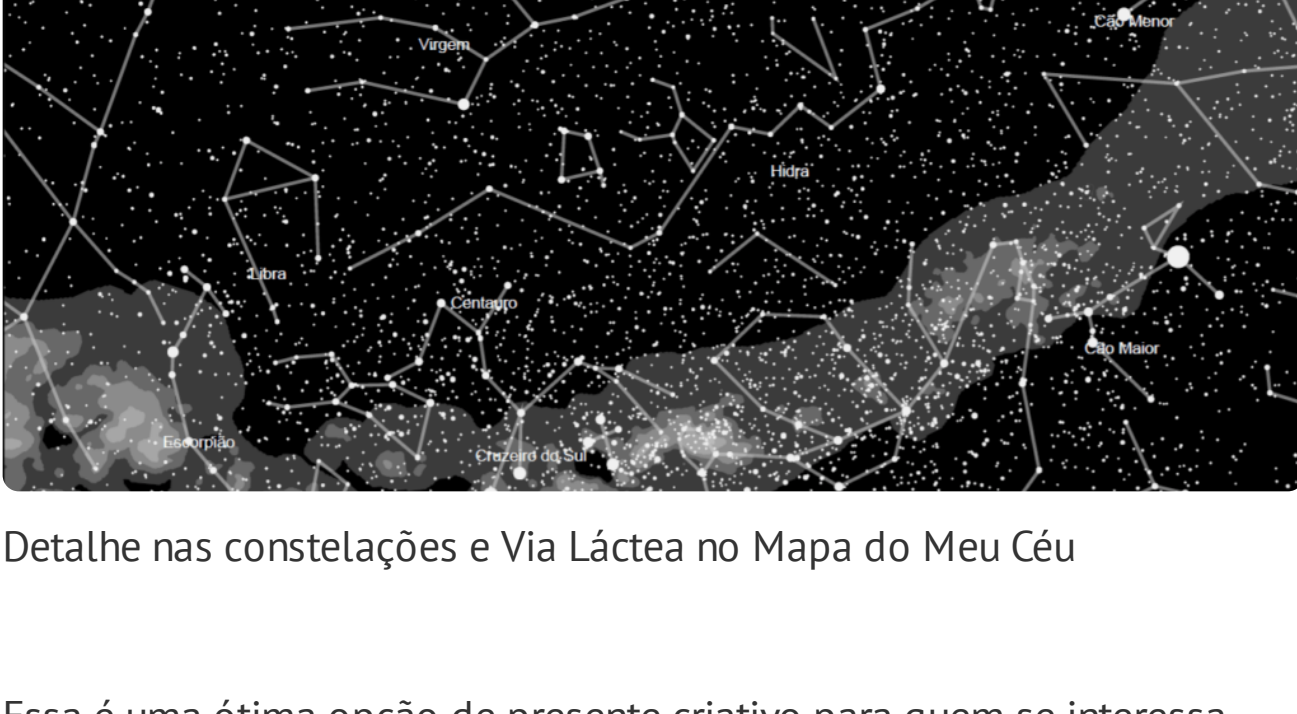 Cão Menor
Virgem
Hidra
Libra
Centauro
Cão Maior
Escorpião
Cruzeiro do Sul
Detalhe nas constelações e Via Láctea no Mapa do Meu Céu
Essa é uma ótima opção de presente criativo para quem se interessa